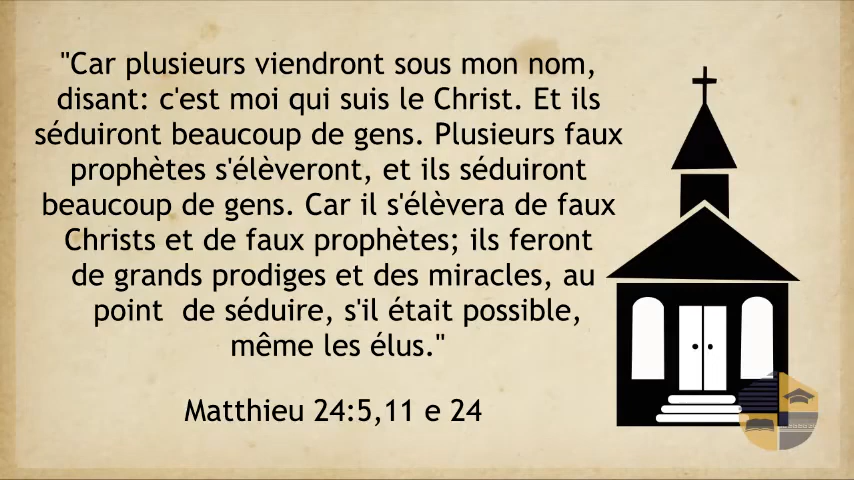 "Car plusieurs viendront sous mon nom,
disant: c'est moi qui suis le Christ. Et ils
séduiront beaucoup de gens. Plusieurs faux
prophètes s'élèveront, et ils séduiront
beaucoup de gens. Car il s'élèvera de faux
Christs et de faux prophètes; ils feront
de grands prodiges et des miracles, au
point  de séduire, s'il était possible,
même les élus."
Matthieu 24:5,11 e 24